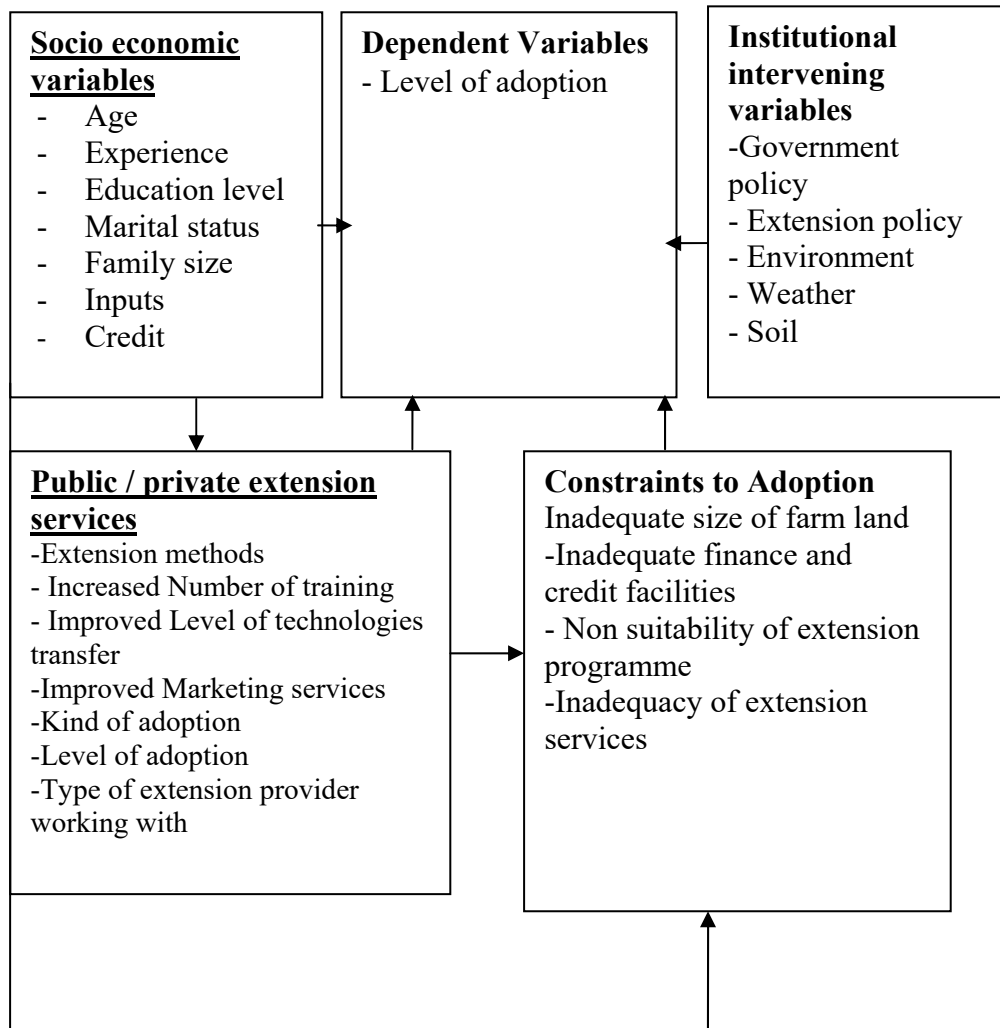 Socio economic
variables
- Age
- Experience
- Education level
- Marital status
- Family size
- Inputs
- Credit
Dependent Variables
- Level of adoption
Institutional
intervening
variables
-Government
policy
- Extension policy
- Environment
- Weather
- Soil
Public / private extension
services
-Extension methods
- Increased Number of training
- Improved Level of technologies
transfer
-Improved Marketing services
-Kind of adoption
-Level of adoption
-Type of extension provider
working with
Constraints to Adoption
Inadequate size of farm land
-Inadequate finance and
credit facilities
- Non suitability of extension
programme
-Inadequacy of extension
services